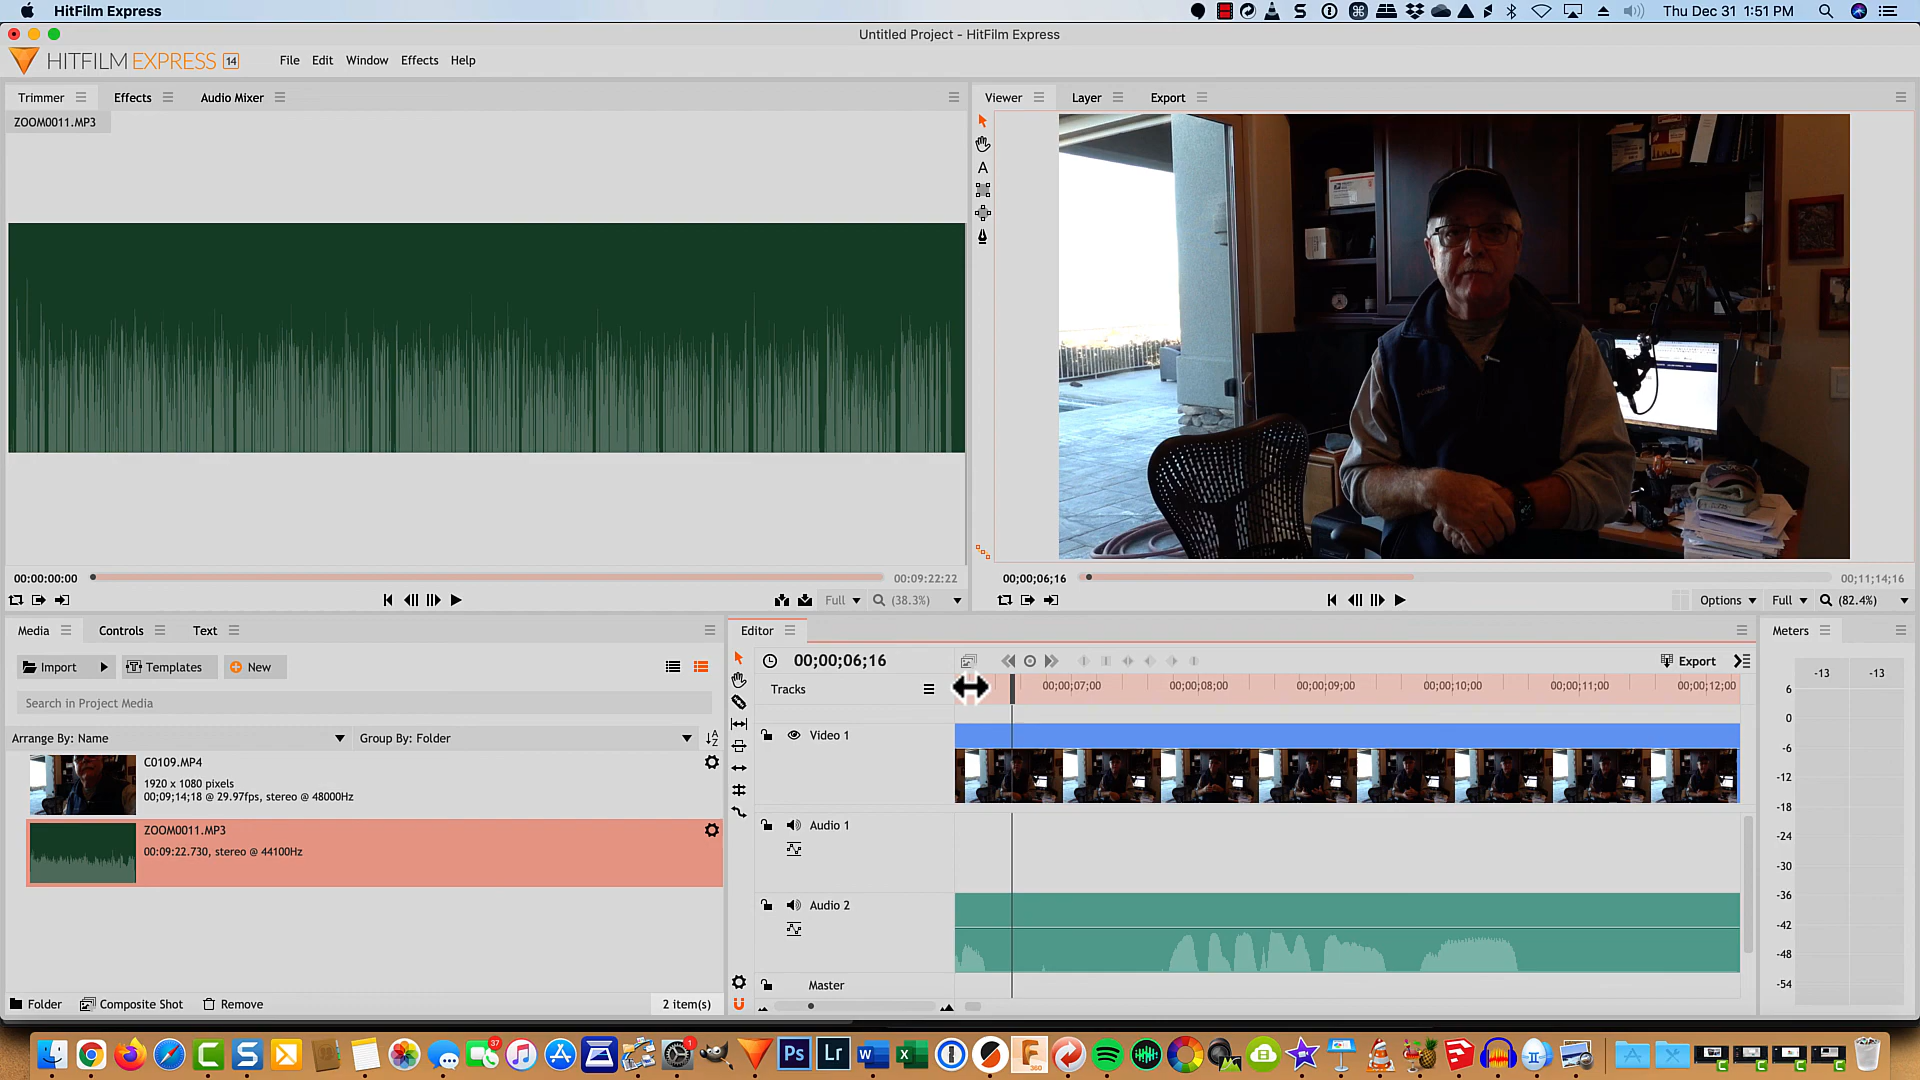 HitFilm Express
Thu Dec 31 1:51 PM
Untitled Project - HitFilm Express
HITFILM EXPRESS 14
File Edit Window Effects Help
Trimmer Effects Audio Mixer
Viewer Layer Export
ZOOM0011.MP3
A
00:00:00:00 00:09:22:22
00;00;06;16 00;11;14;16
Full (38.3%)
Options Full (82.4%)
Media Controls Text
Editor
Meters
Import Templates New
00;00;06;16
Export
-13 -13
Search in Project Media
Tracks
00;00;07;00 00;00;08;00 00;00;09;00 00;00;10;00 00;00;11;00 00;00;12;00
Arrange By: Name Group By: Folder
C0109.MP4
1920 x 1080 pixels
00;09;14;18 @ 29.97fps, stereo @ 48000Hz
ZOOM0011.MP3
00:09:22.730, stereo @ 44100Hz
Video 1
Audio 1
Audio 2
Master
6
0
-6
-12
-18
-24
-30
-36
-42
-48
-54
Folder Composite Shot Remove 2 item(s)
37
1
Ps Lr
360